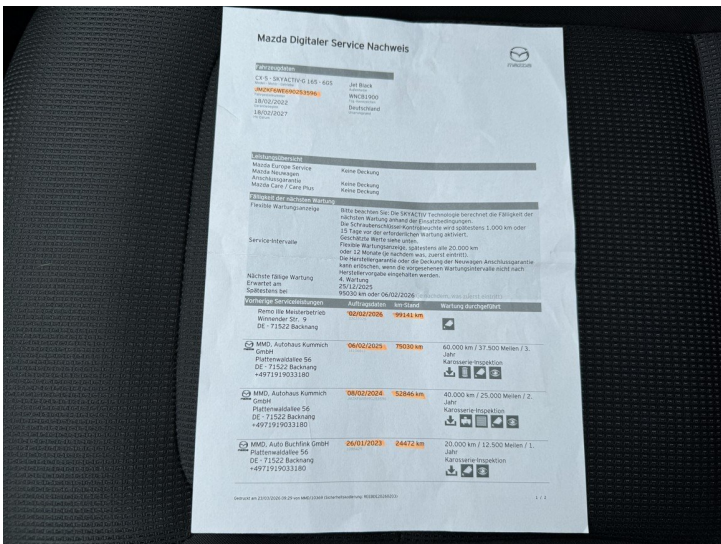 Mazda Digitaler Service Nachweis
mazda
Fahrzeugdaten
CX-5 - SKYACTIV-G 165 - 6GS
Jet Black
18/02/2022
WNCB1900
18/02/2027
Deutschland
Leistungsübersicht
Mazda Europe Service
Keine Deckung
Mazda Neuwagen
Anschlussgarantie
Keine Deckung
Mazda Care / Care Plus
Keine Deckung
Fälligkeit der nächsten Wartung
Flexible Wartungsanzeige
Bitte beachten Sie: Die SKYACTIV Technologie berechnet die Fälligkeit der
nächsten Wartung anhand der Einsatzbedingungen.
Die Schraubenschlüssel-Kontrollleuchte wird spätestens 1.000 km oder
15 Tage vor der erforderlichen Wartung aktiviert.
Geschätzte Werte siehe unten.
Service-Intervalle
Flexible Wartungsanzeige, spätestens alle 20.000 km
oder 12 Monate (je nachdem was, zuerst eintritt).
Die Herstellergarantie oder die Deckung der Neuwagen Anschlussgarantie
kann erlöschen, wenn die vorgesehenen Wartungsintervalle nicht nach
Herstellervorgabe eingehalten werden.
Nächste fällige Wartung
4. Wartung
Erwartet am
25/12/2025
Spätestens bei
95030 km oder 06/02/2026 (je nachdem, was zuerst eintritt)
Vorherige Serviceleistungen Auftragsdaten km-Stand Wartung durchgeführt
Remo Ille Meisterbetrieb 02/02/2026 99141 km
Winnender Str. 9
DE - 71522 Backnang
MMD, Autohaus Kummich 06/02/2025 75030 km 60.000 km / 37.500 Meilen / 3.
GmbH Jahr
Plattenwaldallee 56 Karosserie-Inspektion
DE - 71522 Backnang
+4971919033180
MMD, Autohaus Kummich 08/02/2024 52846 km 40.000 km / 25.000 Meilen / 2.
GmbH Jahr
Plattenwaldallee 56 Karosserie-Inspektion
DE - 71522 Backnang
+4971919033180
MMD, Auto Buchfink GmbH 26/01/2023 24472 km 20.000 km / 12.500 Meilen / 1.
Plattenwaldallee 56 Jahr
DE - 71522 Backnang Karosserie-Inspektion
+4971919033180